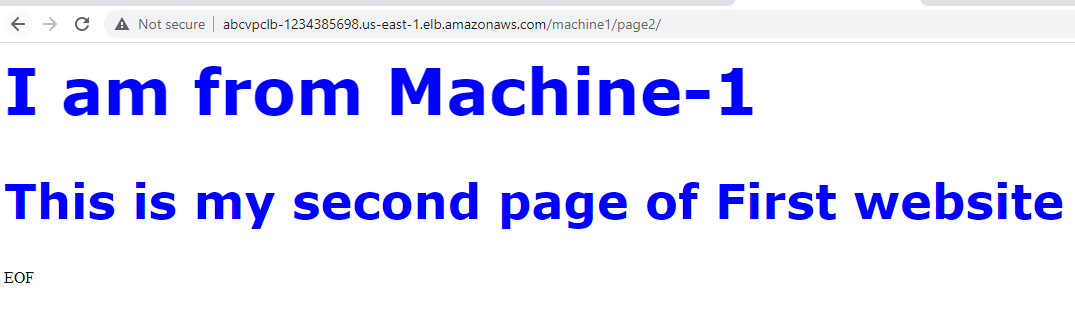 Not secure | abcvpclb-1234385698.us-east-1.elb.amazonaws.com/machine1/page2/
I am from Machine-1
This is my second page of First website
EOF